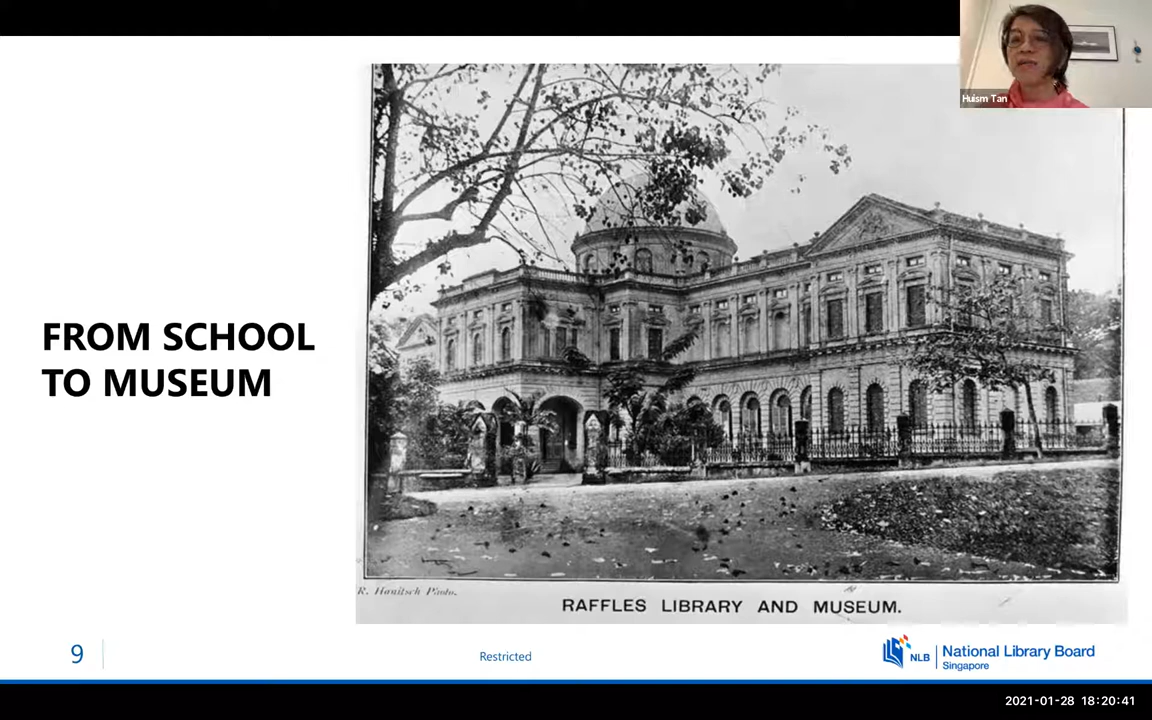 Huism Tan
FROM SCHOOL
TO MUSEUM
R. Hanitsch Photo.
RAFFLES LIBRARY AND MUSEUM.
9
Restricted
NLB
National Library Board
Singapore
2021-01-28 18:20:41